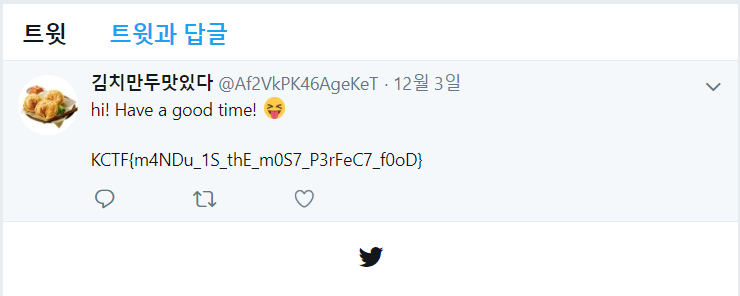 트윗 트윗과 답글
김치만두맛있다 @Af2VkPK46AgeKeT · 12월 3일
hi! Have a good time! 😝
KCTF{m4NDu_1S_thE_m0S7_P3rFeC7_f0oD}